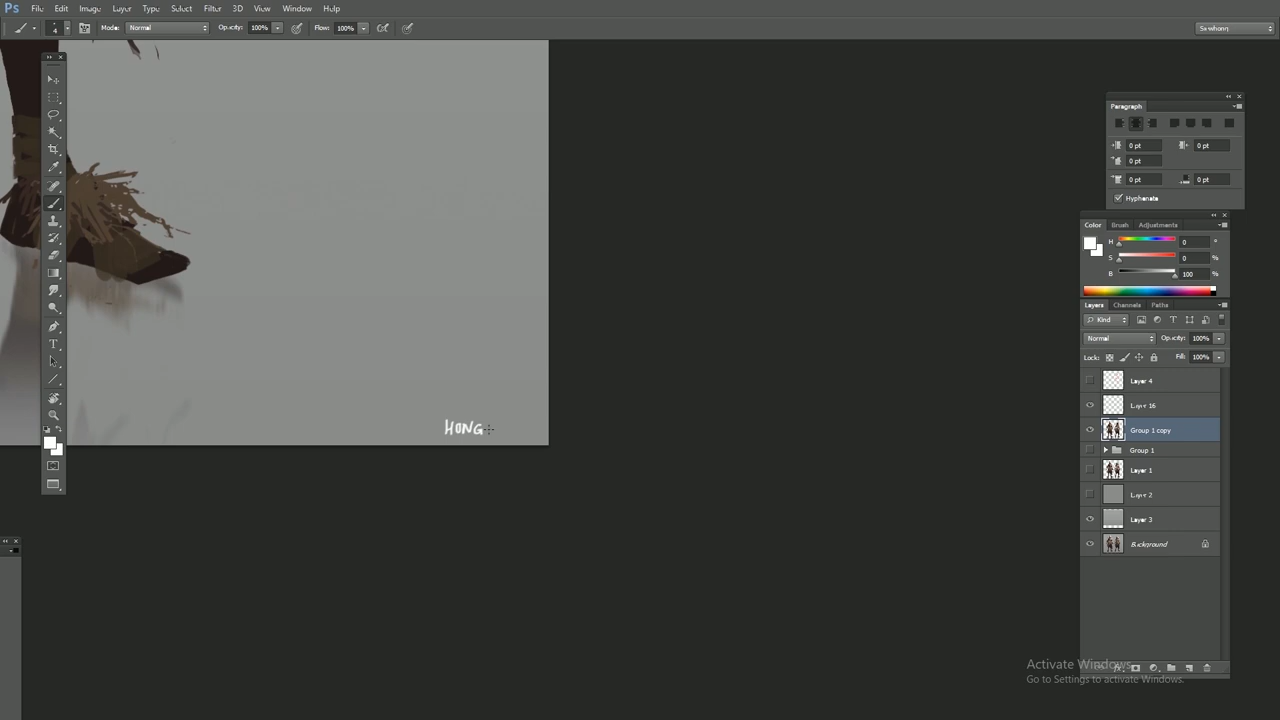 Ps File Edit Image Layer Type Select Filter 3D View Window Help
4 Mode: Normal Opacity: 100% Flow: 100% Sawhong
Paragraph
0 pt 0 pt
0 pt
0 pt 0 pt
Hyphenate
Color Brush Adjustments
H 0 °
S 0 %
B 100 %
Layers Channels Paths
Kind
Normal Opacity: 100%
Lock: Fill: 100%
Layer 4
Layer 16
Group 1 copy
Group 1
Layer 1
Layer 2
Layer 3
Background
HONG
Activate Windows
Go to Settings to activate Windows.